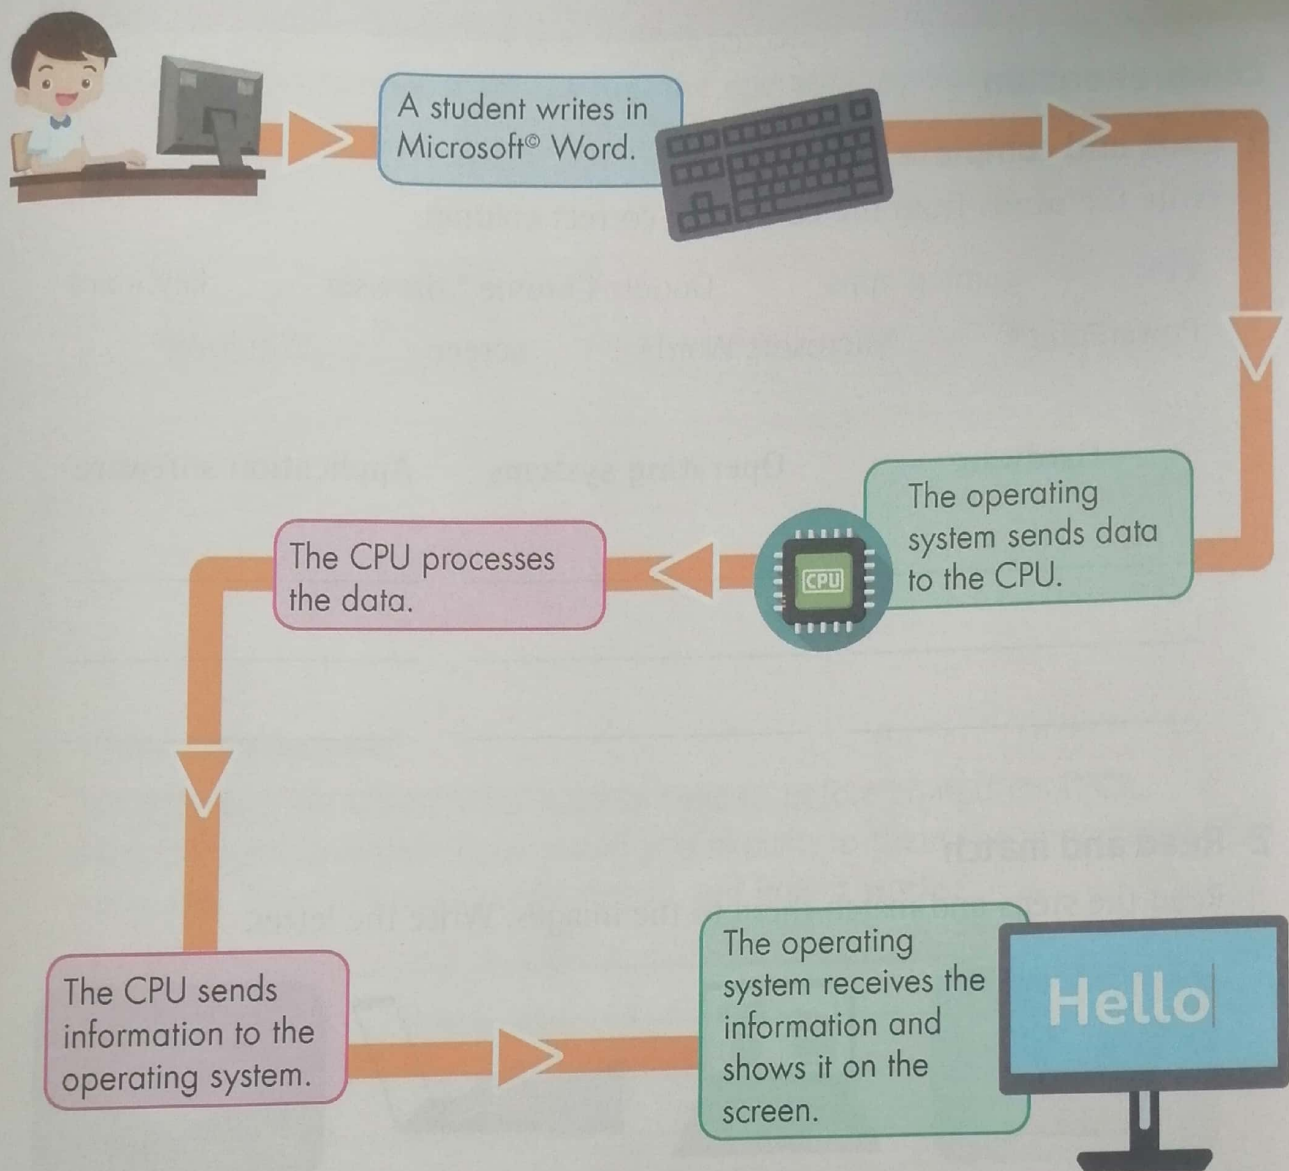 A student writes in
Microsoft© Word.
The operating
system sends data
to the CPU.
CPU
The CPU processes
the data.
The CPU sends
information to the
operating system.
The operating
system receives the
information and
shows it on the
screen.
Hello